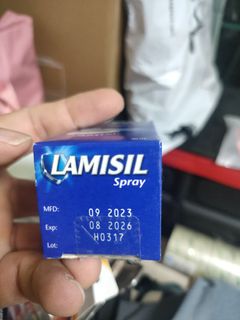 LAMISIL
Spray
MFD: 09 2023
Exp: 08 2026
Lot: H0317